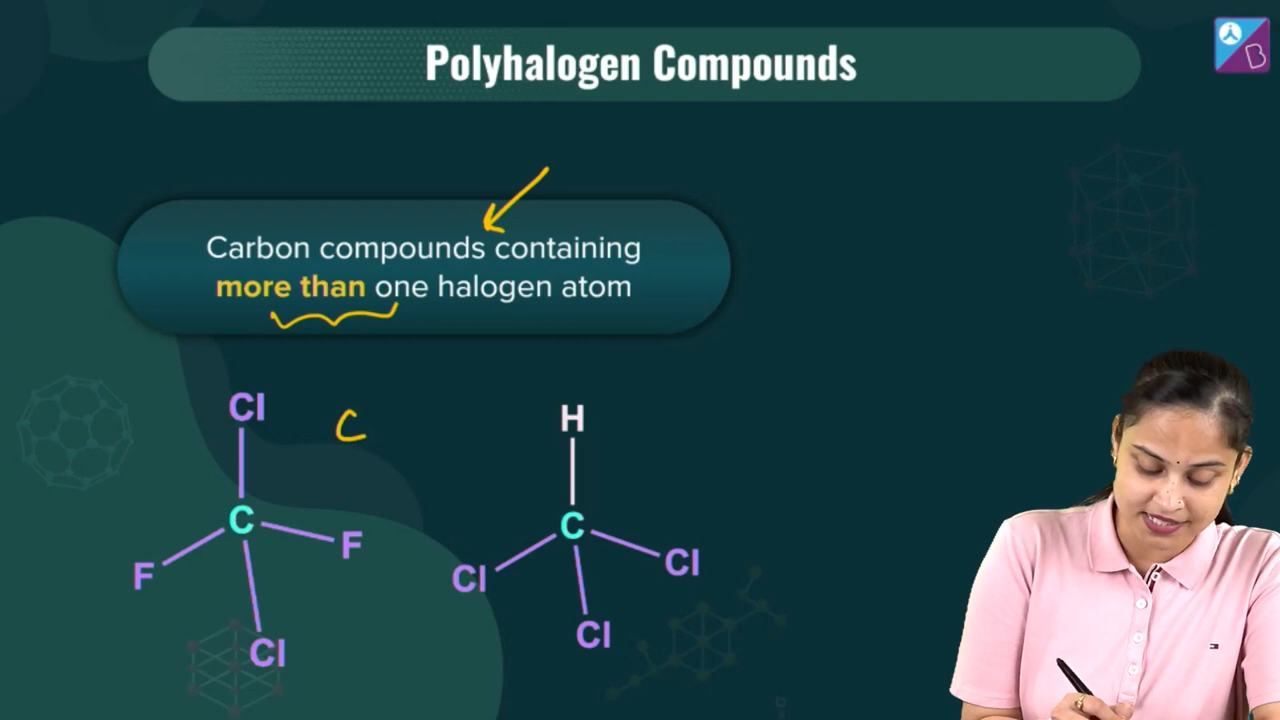 Polyhalogen Compounds
B
Carbon compounds containing
more than one halogen atom
Cl
C
H
C
F
F
Cl
C
Cl
Cl
Cl